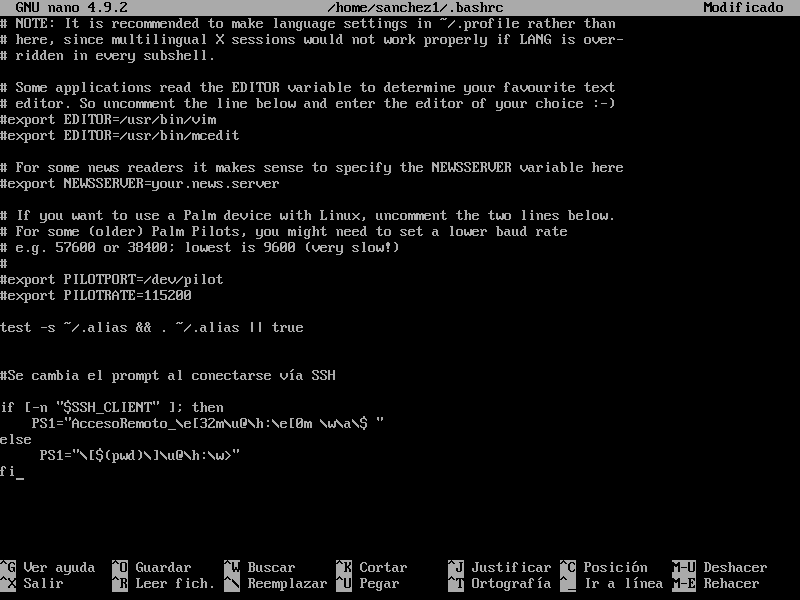 GNU nano 4.9.2 /home/sanchez1/.bashrc Modificado
# NOTE: It is recommended to make language settings in ~/.profile rather than
# here, since multilingual X sessions would not work properly if LANG is over-
# ridden in every subshell.
# Some applications read the EDITOR variable to determine your favourite text
# editor. So uncomment the line below and enter the editor of your choice :-)
#export EDITOR=/usr/bin/vim
#export EDITOR=/usr/bin/mcedit
# For some news readers it makes sense to specify the NEWSSERVER variable here
#export NEWSSERVER=your.news.server
# If you want to use a Palm device with Linux, uncomment the two lines below.
# For some (older) Palm Pilots, you might need to set a lower baud rate
# e.g. 57600 or 38400; lowest is 9600 (very slow!)
#
#export PILOTPORT=/dev/pilot
#export PILOTRATE=115200
test -s ~/.alias && . ~/.alias || true
#Se cambia el prompt al conectarse vía SSH
if [-n "$SSH_CLIENT" ]; then
PS1="AccesoRemoto_\e[32m\u@\h:\e[0m \w\a\$ "
else
PS1="\[$(pwd)\]\u@\h:\w>"
fi_
^G Ver ayuda ^O Guardar ^W Buscar ^K Cortar ^J Justificar ^C Posición M-U Deshacer
^X Salir ^R Leer fich. ^\ Reemplazar ^U Pegar ^T Ortografía ^_ Ir a línea M-E Rehacer